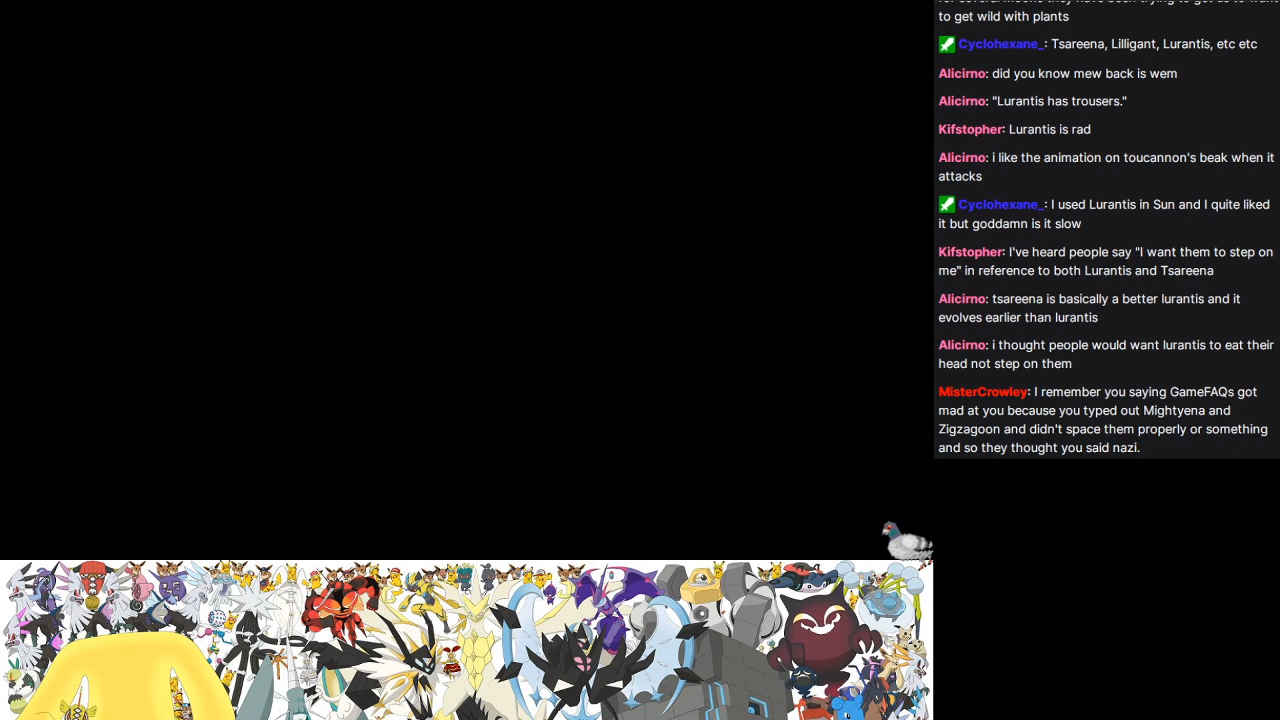 to get wild with plants
Cyclohexane_: Tsareena, Lilligant, Lurantis, etc etc
Alicirno: did you know mew back is wem
Alicirno: "Lurantis has trousers."
Kifstopher: Lurantis is rad
Alicirno: i like the animation on toucannon's beak when it
attacks
Cyclohexane_: I used Lurantis in Sun and I quite liked
it but goddamn is it slow
Kifstopher: I've heard people say "I want them to step on
me" in reference to both Lurantis and Tsareena
Alicirno: tsareena is basically a better lurantis and it
evolves earlier than lurantis
Alicirno: i thought people would want lurantis to eat their
head not step on them
MisterCrowley: I remember you saying GameFAQs got
mad at you because you typed out Mightyena and
Zigzagoon and didn't space them properly or something
and so they thought you said nazi.